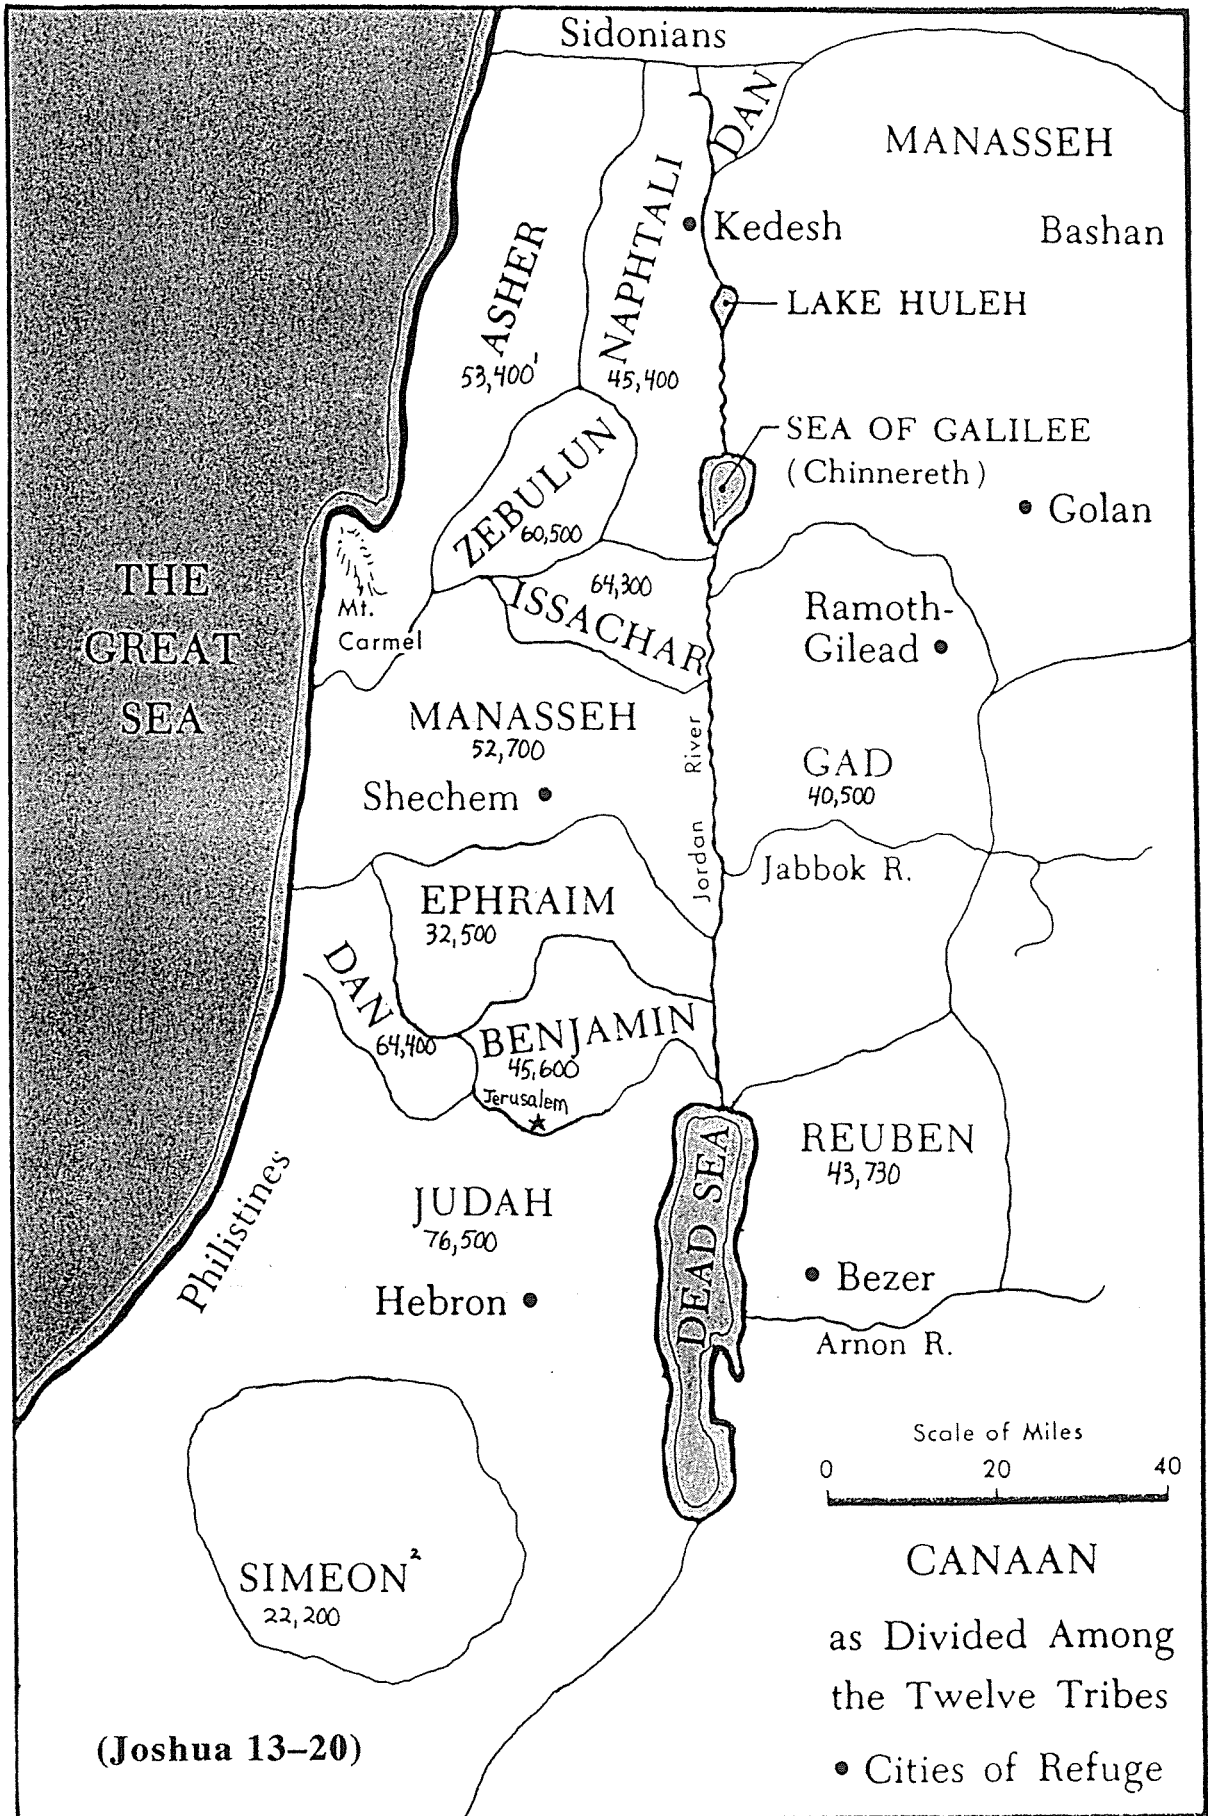 Sidonians
DAN
MANASSEH
NAPHTALI
45,400
Kedesh
Bashan
ASHER
53,400¹
LAKE HULEH
SEA OF GALILEE
(Chinnereth)
Golan
ZEBULUN
60,500
THE
GREAT
SEA
Mt.
Carmel
64,300
ISSACHAR
Ramoth-
Gilead
MANASSEH
52,700
Shechem
Jordan River
GAD
40,500
Jabbok R.
EPHRAIM
32,500
DAN
64,400
BENJAMIN
45,600
Jerusalem
REUBEN
43,730
DEAD SEA
Philistines
JUDAH
76,500
Hebron
Bezer
Arnon R.
Scale of Miles
0 20 40
SIMEON²
22,200
CANAAN
as Divided Among
the Twelve Tribes
• Cities of Refuge
(Joshua 13–20)